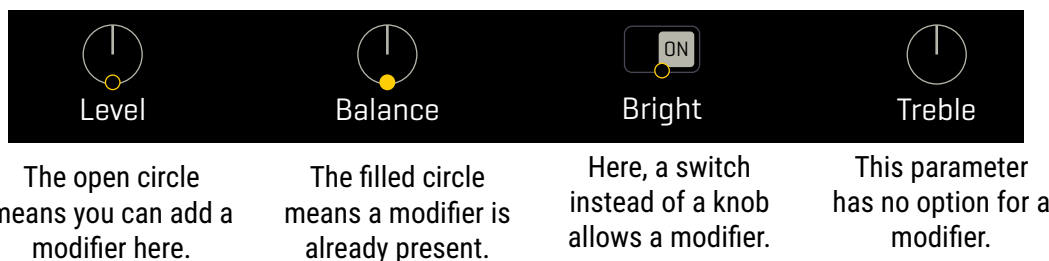 ON
Level
Balance
Bright
Treble
The open circle
means you can add a
modifier here.
The filled circle
means a modifier is
already present.
Here, a switch
instead of a knob
allows a modifier.
This parameter
has no option for a
modifier.